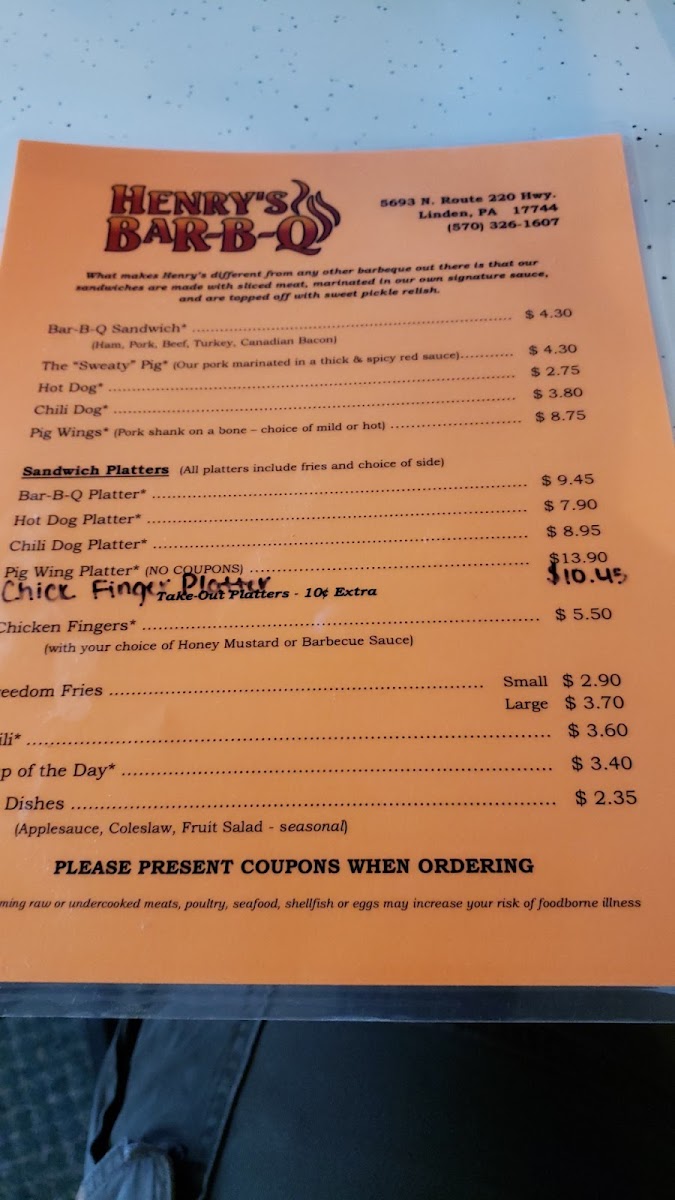 HENRY'S
BAR-B-Q
5693 N. Route 220 Hwy.
Linden, PA 17744
(570) 326-1607
What makes Henry's different from any other barbeque out there is that our
sandwiches are made with sliced meat, marinated in our own signature sauce,
and are topped off with sweet pickle relish.
Bar-B-Q Sandwich* $ 4.30
(Ham, Pork, Beef, Turkey, Canadian Bacon)
The "Sweaty" Pig* (Our pork marinated in a thick & spicy red sauce) $ 4.30
Hot Dog* $ 2.75
Chili Dog* $ 3.80
Pig Wings* (Pork shank on a bone – choice of mild or hot) $ 8.75
Sandwich Platters (All platters include fries and choice of side)
Bar-B-Q Platter* $ 9.45
Hot Dog Platter* $ 7.90
Chili Dog Platter* $ 8.95
Pig Wing Platter* (NO COUPONS) $13.90
Chick Finger Platter $10.45
Take-Out Platters - 10¢ Extra
Chicken Fingers* $ 5.50
(with your choice of Honey Mustard or Barbecue Sauce)
eedom Fries Small $ 2.90
Large $ 3.70
ili* $ 3.60
p of the Day* $ 3.40
Dishes $ 2.35
(Applesauce, Coleslaw, Fruit Salad - seasonal)
PLEASE PRESENT COUPONS WHEN ORDERING
ming raw or undercooked meats, poultry, seafood, shellfish or eggs may increase your risk of foodborne illness